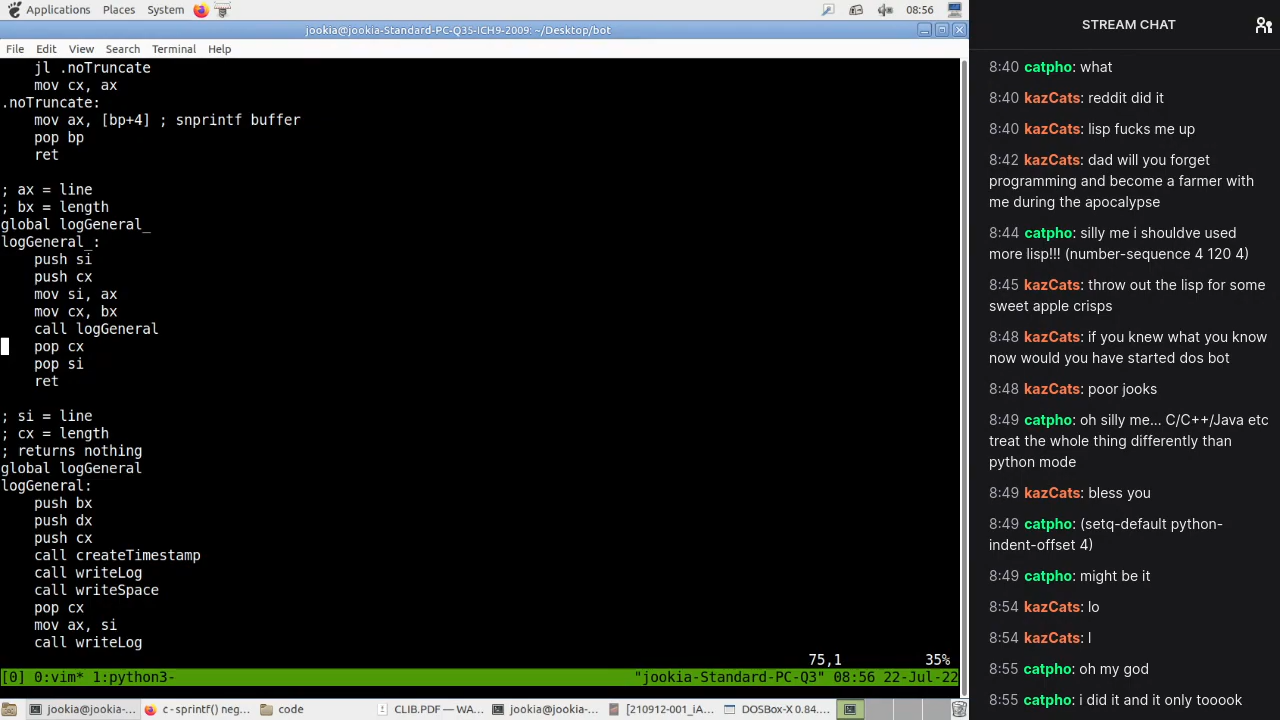 Applications Places System 08:56
jookia@jookia-Standard-PC-Q35-ICH9-2009: ~/Desktop/bot
File Edit View Search Terminal Help
jl .noTruncate
mov cx, ax
.noTruncate:
mov ax, [bp+4] ; snprintf buffer
pop bp
ret
; ax = line
; bx = length
global logGeneral_
logGeneral_:
push si
push cx
mov si, ax
mov cx, bx
call logGeneral
pop cx
pop si
ret
; si = line
; cx = length
; returns nothing
global logGeneral
logGeneral:
push bx
push dx
push cx
call createTimestamp
call writeLog
call writeSpace
pop cx
mov ax, si
call writeLog
75,1 35%
[0] 0:vim* 1:python3- "jookia-Standard-PC-Q3" 08:56 22-Jul-22
jookia@jookia-... c - sprintf() neg... code CLIB.PDF — WA... jookia@jookia-... [210912-001_iA... DOSBox-X 0.84....
STREAM CHAT
8:40 catpho: what
8:40 kazCats: reddit did it
8:40 kazCats: lisp fucks me up
8:42 kazCats: dad will you forget
programming and become a farmer with
me during the apocalypse
8:44 catpho: silly me i shouldve used
more lisp!!! (number-sequence 4 120 4)
8:45 kazCats: throw out the lisp for some
sweet apple crisps
8:48 kazCats: if you knew what you know
now would you have started dos bot
8:48 kazCats: poor jooks
8:49 catpho: oh silly me... C/C++/Java etc
treat the whole thing differently than
python mode
8:49 kazCats: bless you
8:49 catpho: (setq-default python-
indent-offset 4)
8:49 catpho: might be it
8:54 kazCats: lo
8:54 kazCats: l
8:55 catpho: oh my god
8:55 catpho: i did it and it only tooook